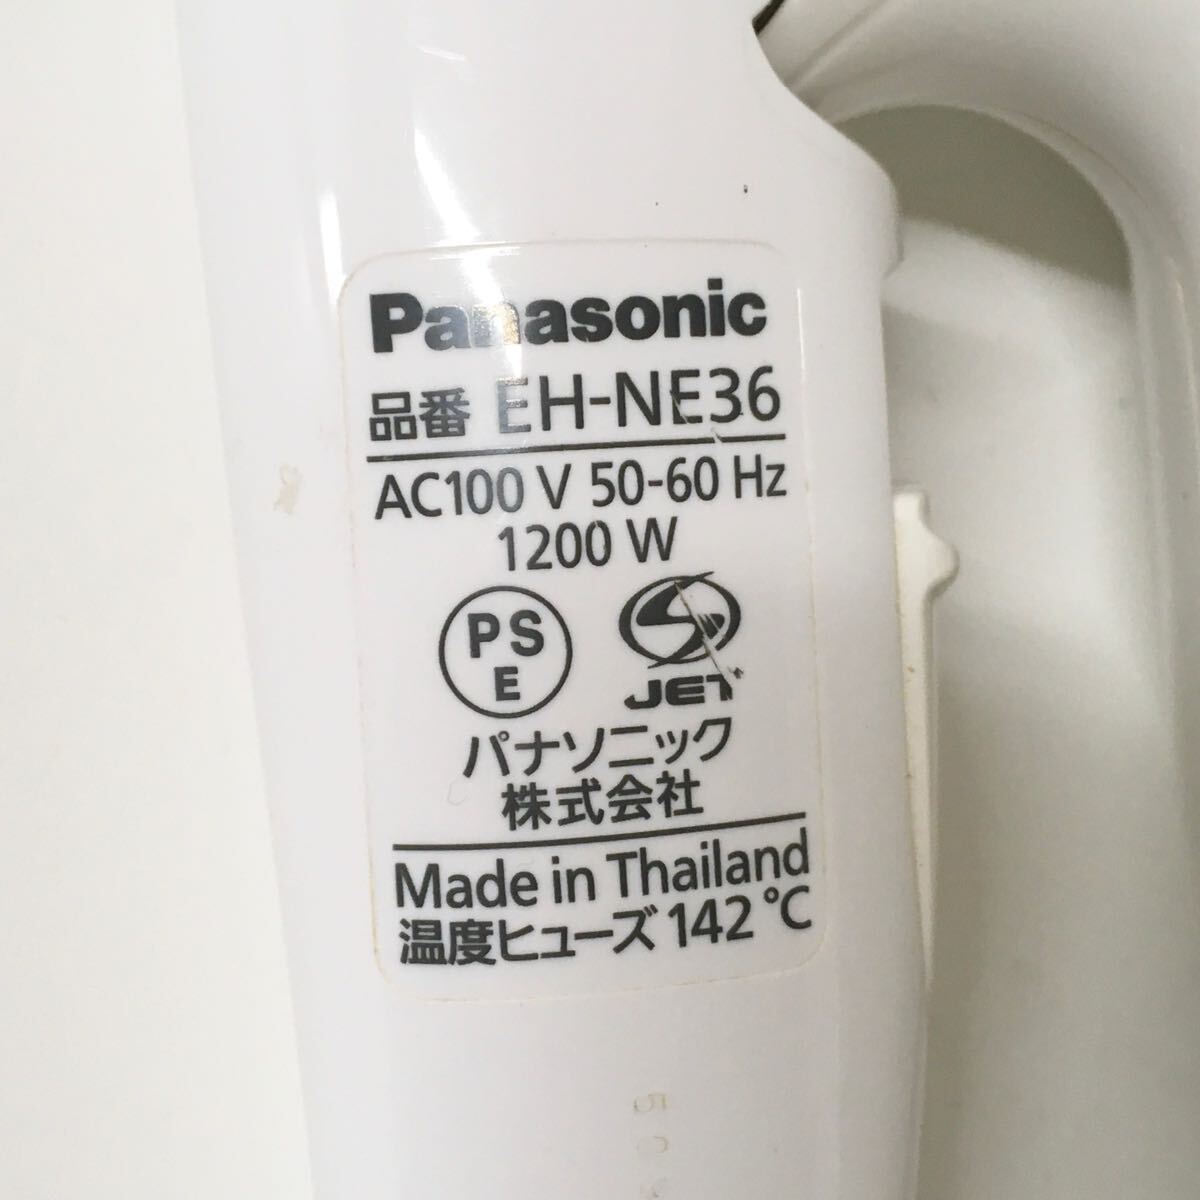 Panasonic
品番 EH-NE36
AC100 V 50-60 Hz
1200 W
PS
E
JET
パナソニック
株式会社
Made in Thailand
温度ヒューズ 142 ℃